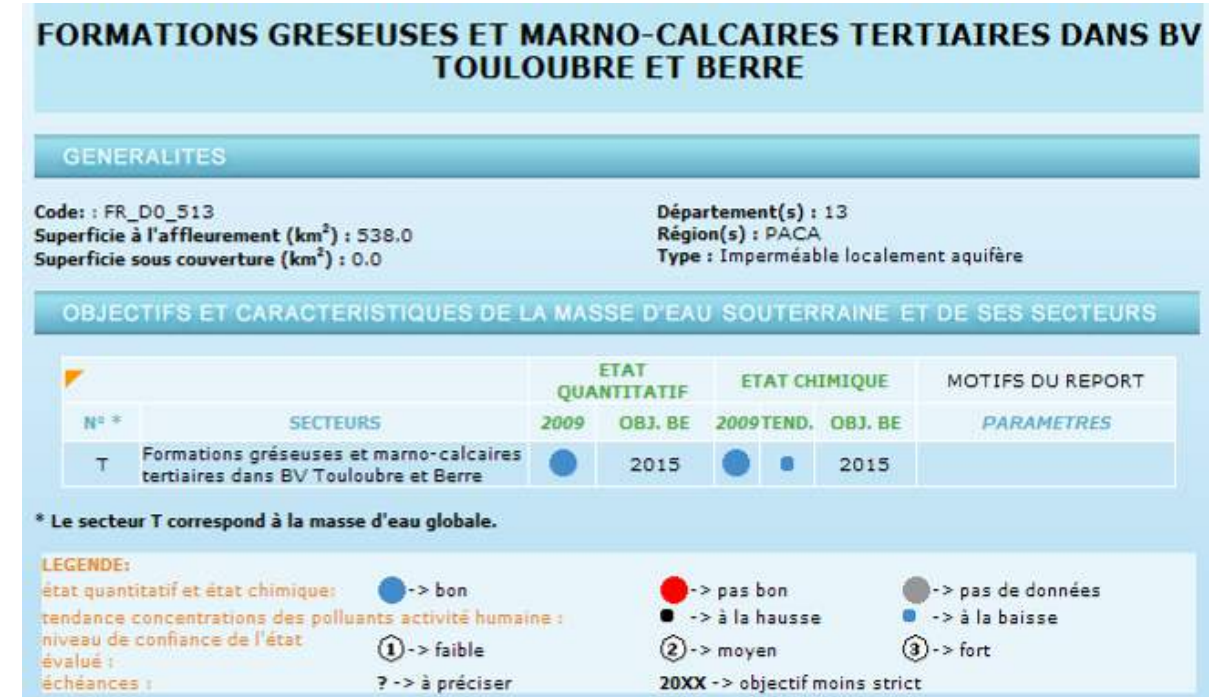 FORMATIONS GRESEUSES ET MARNO-CALCAIRES TERTIAIRES DANS BV
TOULOUBRE ET BERRE
GENERALITES
Code: : FR_D0_513
Superficie à l'affleurement (km²) : 538.0
Superficie sous couverture (km²) : 0.0
Département(s) : 13
Région(s) : PACA
Type : Imperméable localement aquifère
OBJECTIFS ET CARACTERISTIQUES DE LA MASSE D'EAU SOUTERRAINE ET DE SES SECTEURS
ETAT QUANTITATIF ETAT CHIMIQUE MOTIFS DU REPORT
N° * SECTEURS 2009 OBJ. BE 2009 TEND. OBJ. BE PARAMETRES
T Formations gréseuses et marno-calcaires 2015 2015
tertiaires dans BV Touloubre et Berre
* Le secteur T correspond à la masse d'eau globale.
LEGENDE:
état quantitatif et état chimique: -> bon -> pas bon -> pas de données
tendance concentrations des polluants activité humaine : -> à la hausse -> à la baisse
niveau de confiance de l'état
évalué : 1 -> faible 2 -> moyen 3 -> fort
échéances : ? -> à préciser 20XX -> objectif moins strict